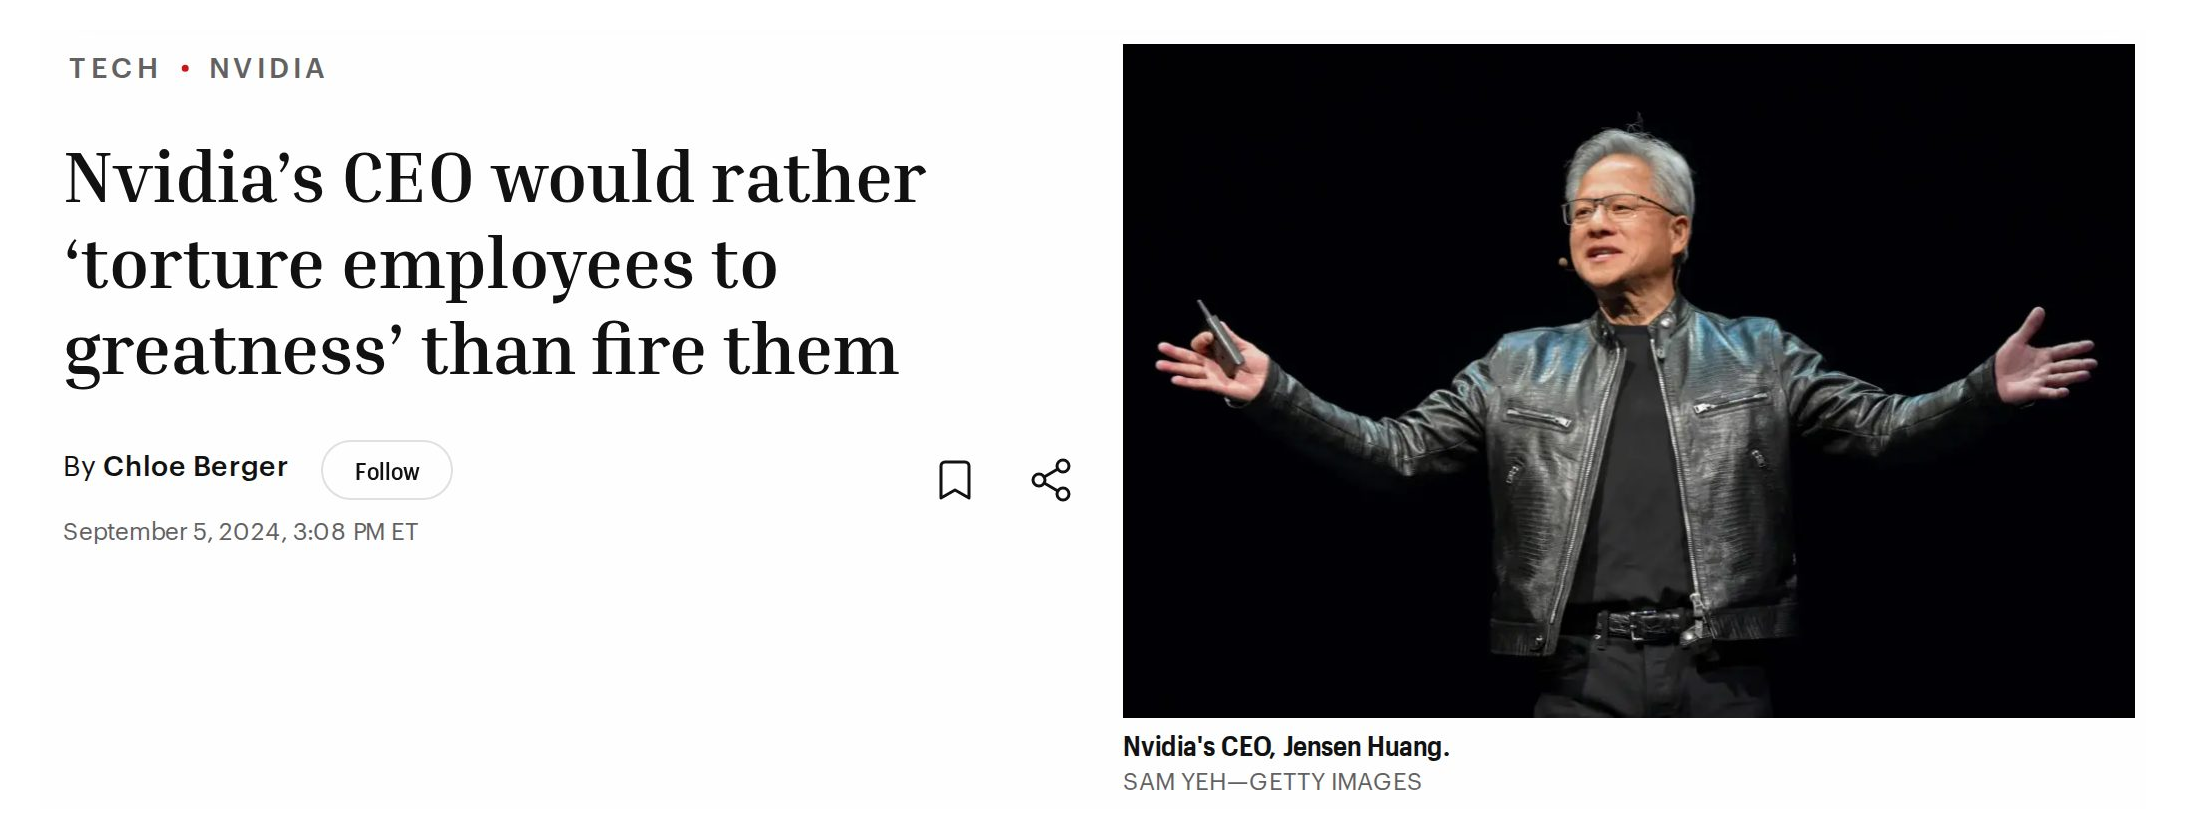 TECH • NVIDIA
Nvidia’s CEO would rather
‘torture employees to
greatness’ than fire them
By Chloe Berger
Follow
September 5, 2024, 3:08 PM ET
Nvidia's CEO, Jensen Huang.
SAM YEH—GETTY IMAGES